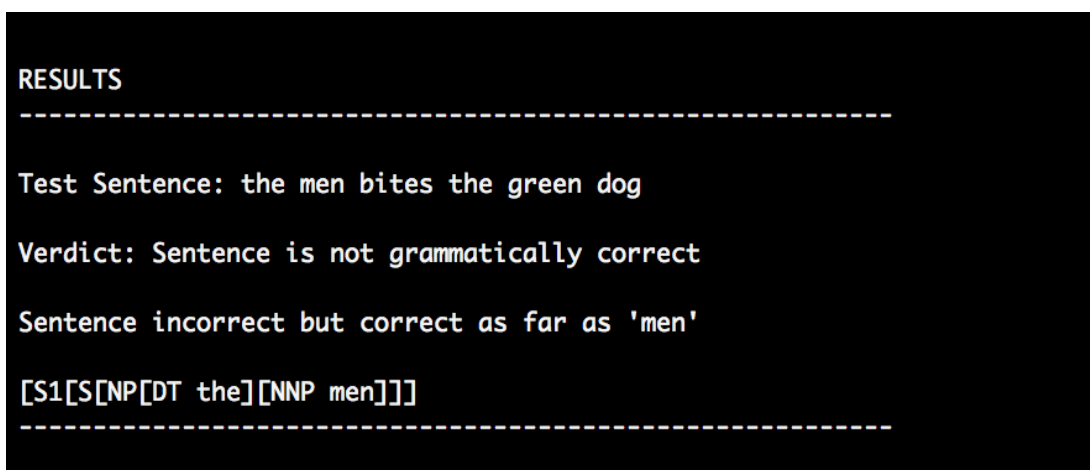 RESULTS
-----------------------------------------------------------
Test Sentence: the men bites the green dog
Verdict: Sentence is not grammatically correct
Sentence incorrect but correct as far as 'men'
[S1[S[NP[DT the][NNP men]]]
-----------------------------------------------------------